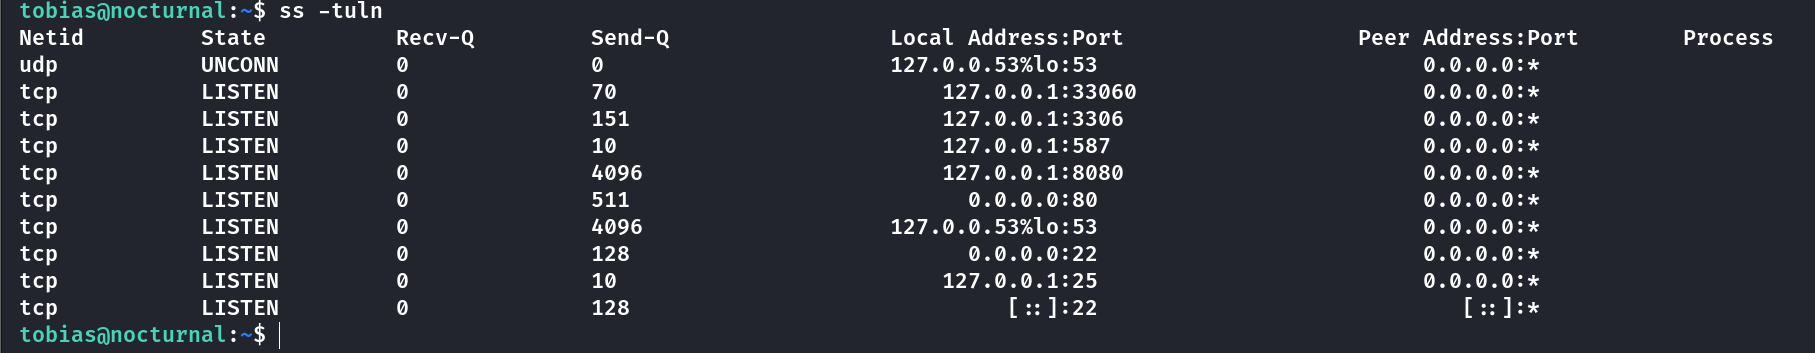 tobias@nocturnal:~$ ss -tuln
Netid State Recv-Q Send-Q Local Address:Port Peer Address:Port Process
udp UNCONN 0 0 127.0.0.53%lo:53 0.0.0.0:*
tcp LISTEN 0 70 127.0.0.1:33060 0.0.0.0:*
tcp LISTEN 0 151 127.0.0.1:3306 0.0.0.0:*
tcp LISTEN 0 10 127.0.0.1:587 0.0.0.0:*
tcp LISTEN 0 4096 127.0.0.1:8080 0.0.0.0:*
tcp LISTEN 0 511 0.0.0.0:80 0.0.0.0:*
tcp LISTEN 0 4096 127.0.0.53%lo:53 0.0.0.0:*
tcp LISTEN 0 128 0.0.0.0:22 0.0.0.0:*
tcp LISTEN 0 10 127.0.0.1:25 0.0.0.0:*
tcp LISTEN 0 128 [::]:22 [::]:*
tobias@nocturnal:~$